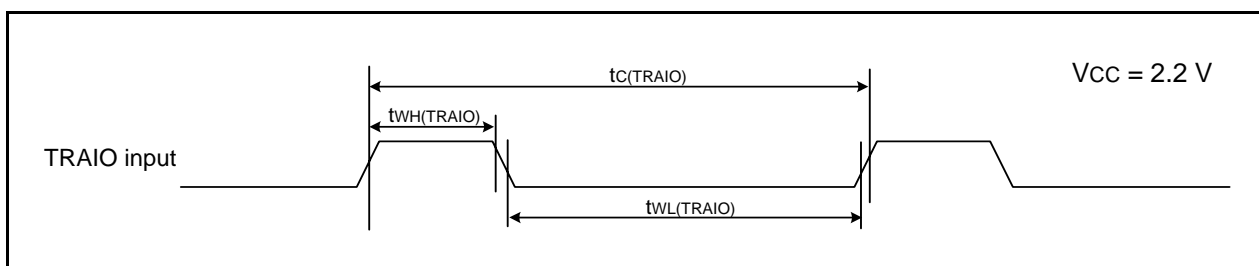 tC(TRAIO)
VCC = 2.2 V
tWH(TRAIO)
TRAIO input
tWL(TRAIO)